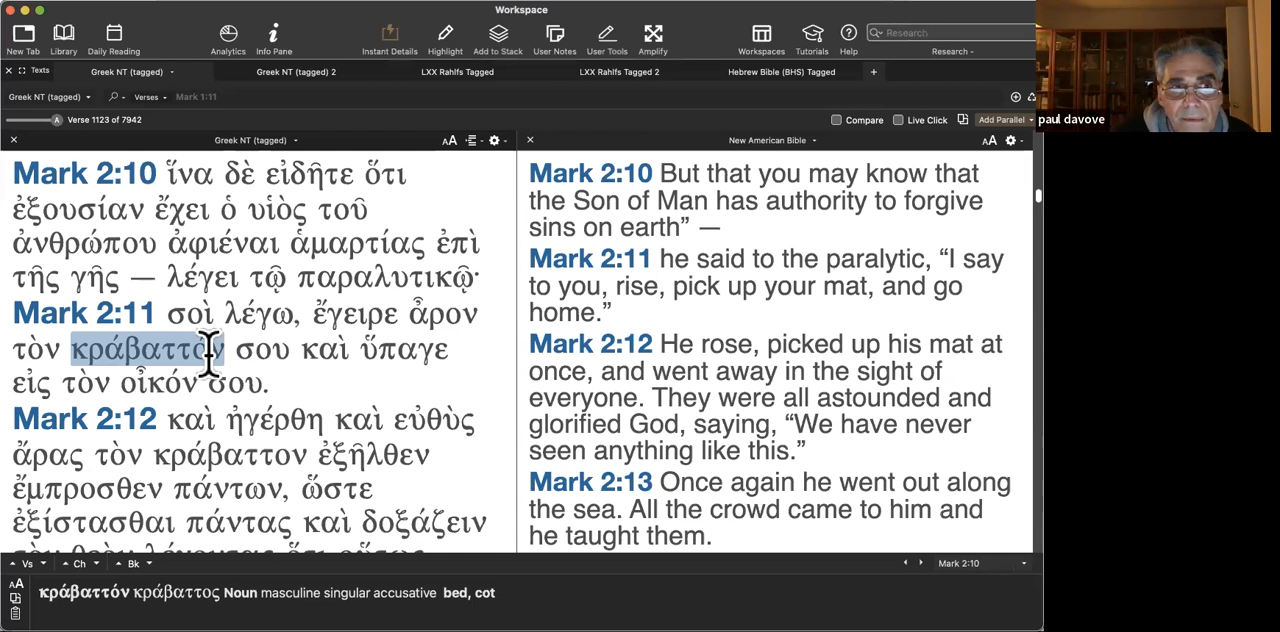 Workspace
New Tab Library Daily Reading Analytics Info Pane Instant Details Highlight Add to Stack User Notes User Tools Amplify Workspaces Tutorials Help Research
Research
Texts Greek NT (tagged) Greek NT (tagged) 2 LXX Rahlfs Tagged LXX Rahlfs Tagged 2 Hebrew Bible (BHS) Tagged +
Greek NT (tagged) Verses Mark 1:11
Verse 1123 of 7942 Compare Live Click Add Parallel
paul davove
Greek NT (tagged)
Mark 2:10 ἵνα δὲ εἰδῆτε ὅτι
ἐξουσίαν ἔχει ὁ υἱὸς τοῦ
ἀνθρώπου ἀφιέναι ἁμαρτίας ἐπὶ
τῆς γῆς — λέγει τῷ παραλυτικῷ·
Mark 2:11 σοὶ λέγω, ἔγειρε ἆρον
τὸν κράβαττόν σου καὶ ὕπαγε
εἰς τὸν οἶκόν σου.
Mark 2:12 καὶ ἠγέρθη καὶ εὐθὺς
ἄρας τὸν κράβαττον ἐξῆλθεν
ἔμπροσθεν πάντων, ὥστε
ἐξίστασθαι πάντας καὶ δοξάζειν
τὸν θεὸν λέγοντας ὅτι οὕτως
New American Bible
Mark 2:10 But that you may know that
the Son of Man has authority to forgive
sins on earth” —
Mark 2:11 he said to the paralytic, “I say
to you, rise, pick up your mat, and go
home.”
Mark 2:12 He rose, picked up his mat at
once, and went away in the sight of
everyone. They were all astounded and
glorified God, saying, “We have never
seen anything like this.”
Mark 2:13 Once again he went out along
the sea. All the crowd came to him and
he taught them.
Vs Ch Bk Mark 2:10
κράβαττόν κράβαττος Noun masculine singular accusative bed, cot